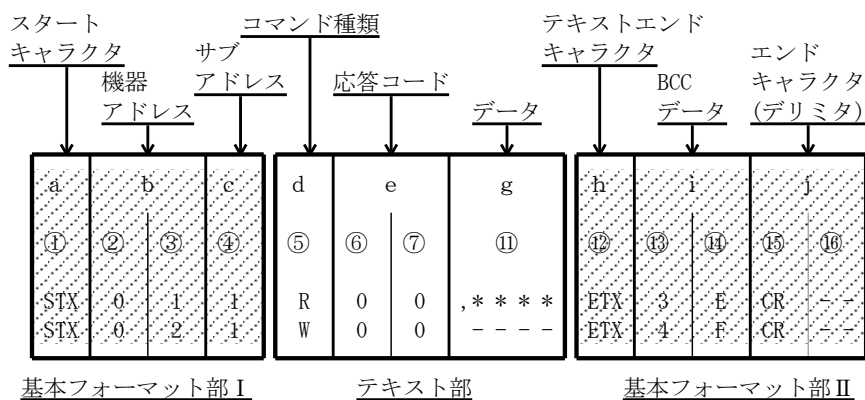 スタート
キャラクタ
機器
アドレス
サブ
アドレス
コマンド種類
応答コード
データ
テキストエンド
キャラクタ
BCC
データ
エンド
キャラクタ
(デリミタ)
a b c d e g h i j
① ② ③ ④ ⑤ ⑥ ⑦ ⑪ ⑫ ⑬ ⑭ ⑮ ⑯
STX 0 1 1 R 0 0 ,**** ETX 3 E CR --
STX 0 2 1 W 0 0 ---- ETX 4 F CR --
基本フォーマット部Ⅰ テキスト部 基本フォーマット部Ⅱ